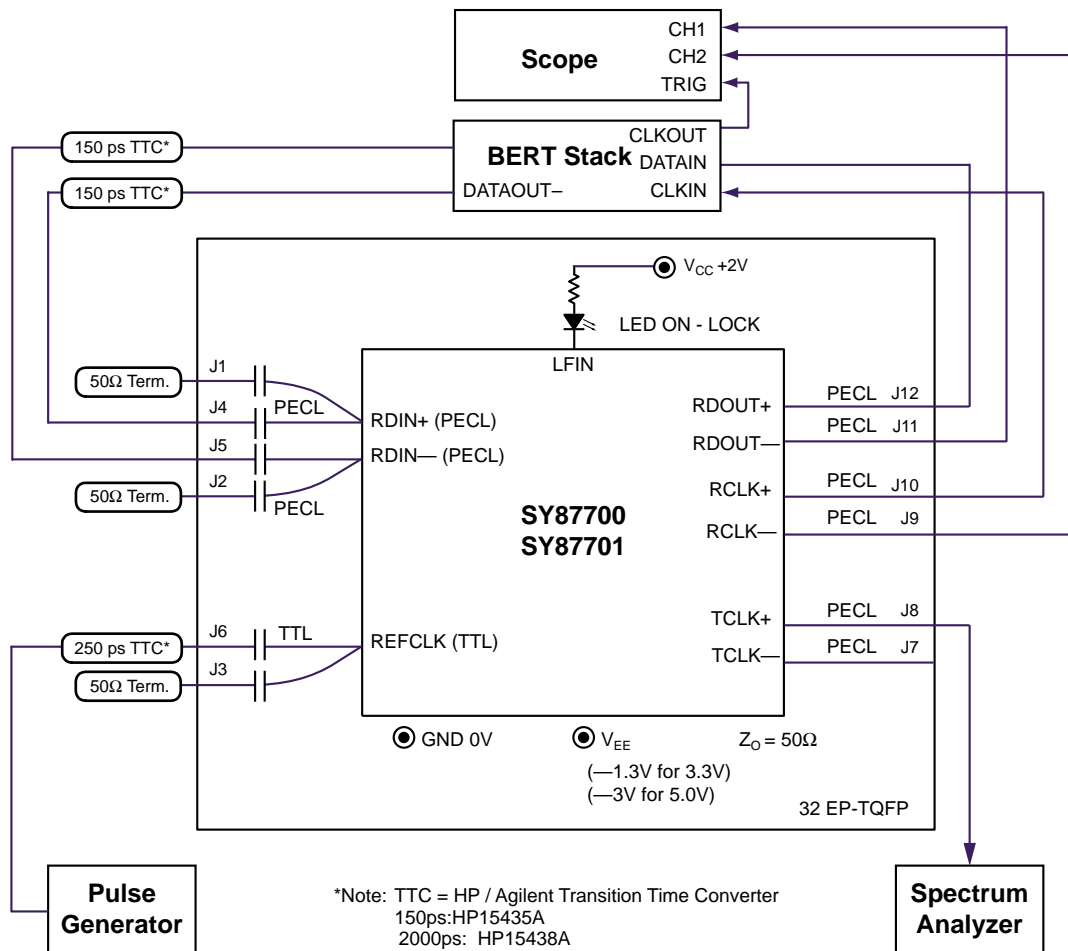 CH1
CH2
Scope
TRIG
CLKOUT
150 ps TTC*
BERT Stack
DATAIN
150 ps TTC*
DATAOUT–
CLKIN
VCC +2V
LED ON - LOCK
LFIN
J1
50Ω Term.
J4
PECL
RDIN+ (PECL)
J5
RDIN— (PECL)
J2
50Ω Term.
PECL
RDOUT+
PECL J12
RDOUT—
PECL J11
RCLK+
PECL J10
RCLK—
PECL J9
SY87700
SY87701
TCLK+
PECL J8
TCLK—
PECL J7
J6
TTL
250 ps TTC*
REFCLK (TTL)
J3
50Ω Term.
GND 0V
VEE
ZO = 50Ω
(—1.3V for 3.3V)
(—3V for 5.0V)
32 EP-TQFP
Pulse
Generator
*Note: TTC = HP / Agilent Transition Time Converter
150ps:HP15435A
2000ps: HP15438A
Spectrum
Analyzer